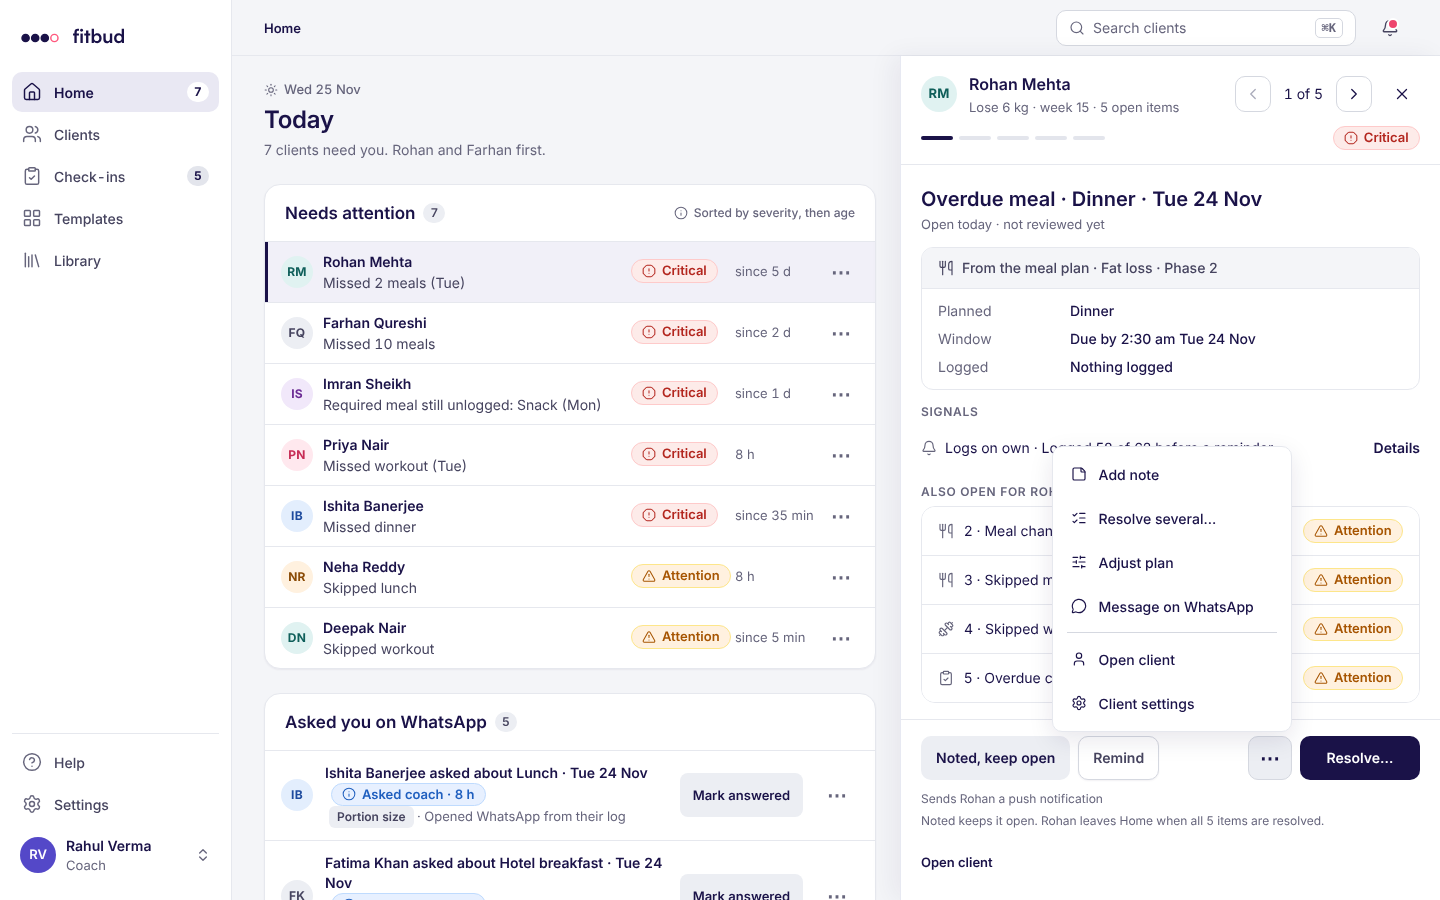 fitbud
Home
7
Clients
Check-ins
5
Templates
Library
Help
Settings
RV
Rahul Verma
Coach
Home
Search clients
⌘K
Wed 25 Nov
Today
7 clients need you. Rohan and Farhan first.
Needs attention 7
Sorted by severity, then age
RM
Rohan Mehta
Missed 2 meals (Tue)
Critical
since 5 d
FQ
Farhan Qureshi
Missed 10 meals
Critical
since 2 d
IS
Imran Sheikh
Required meal still unlogged: Snack (Mon)
Critical
since 1 d
PN
Priya Nair
Missed workout (Tue)
Critical
8 h
IB
Ishita Banerjee
Missed dinner
Critical
since 35 min
NR
Neha Reddy
Skipped lunch
Attention
8 h
DN
Deepak Nair
Skipped workout
Attention
since 5 min
Asked you on WhatsApp 5
IB
Ishita Banerjee asked about Lunch · Tue 24 Nov
Asked coach · 8 h
Portion size · Opened WhatsApp from their log
Mark answered
FK
Fatima Khan asked about Hotel breakfast · Tue 24
Nov
Mark answered
RM
Rohan Mehta
Lose 6 kg · week 15 · 5 open items
1 of 5
Critical
Overdue meal · Dinner · Tue 24 Nov
Open today · not reviewed yet
From the meal plan · Fat loss · Phase 2
Planned Dinner
Window Due by 2:30 am Tue 24 Nov
Logged Nothing logged
SIGNALS
Logs on own ·
Details
ALSO OPEN FOR
2 · Meal
Attention
3 · Skipped
Attention
4 · Skipped
Attention
5 · Overdue
Attention
Add note
Resolve several...
Adjust plan
Message on WhatsApp
Open client
Client settings
Noted, keep open
Remind
Resolve...
Sends Rohan a push notification
Noted keeps it open. Rohan leaves Home when all 5 items are resolved.
Open client